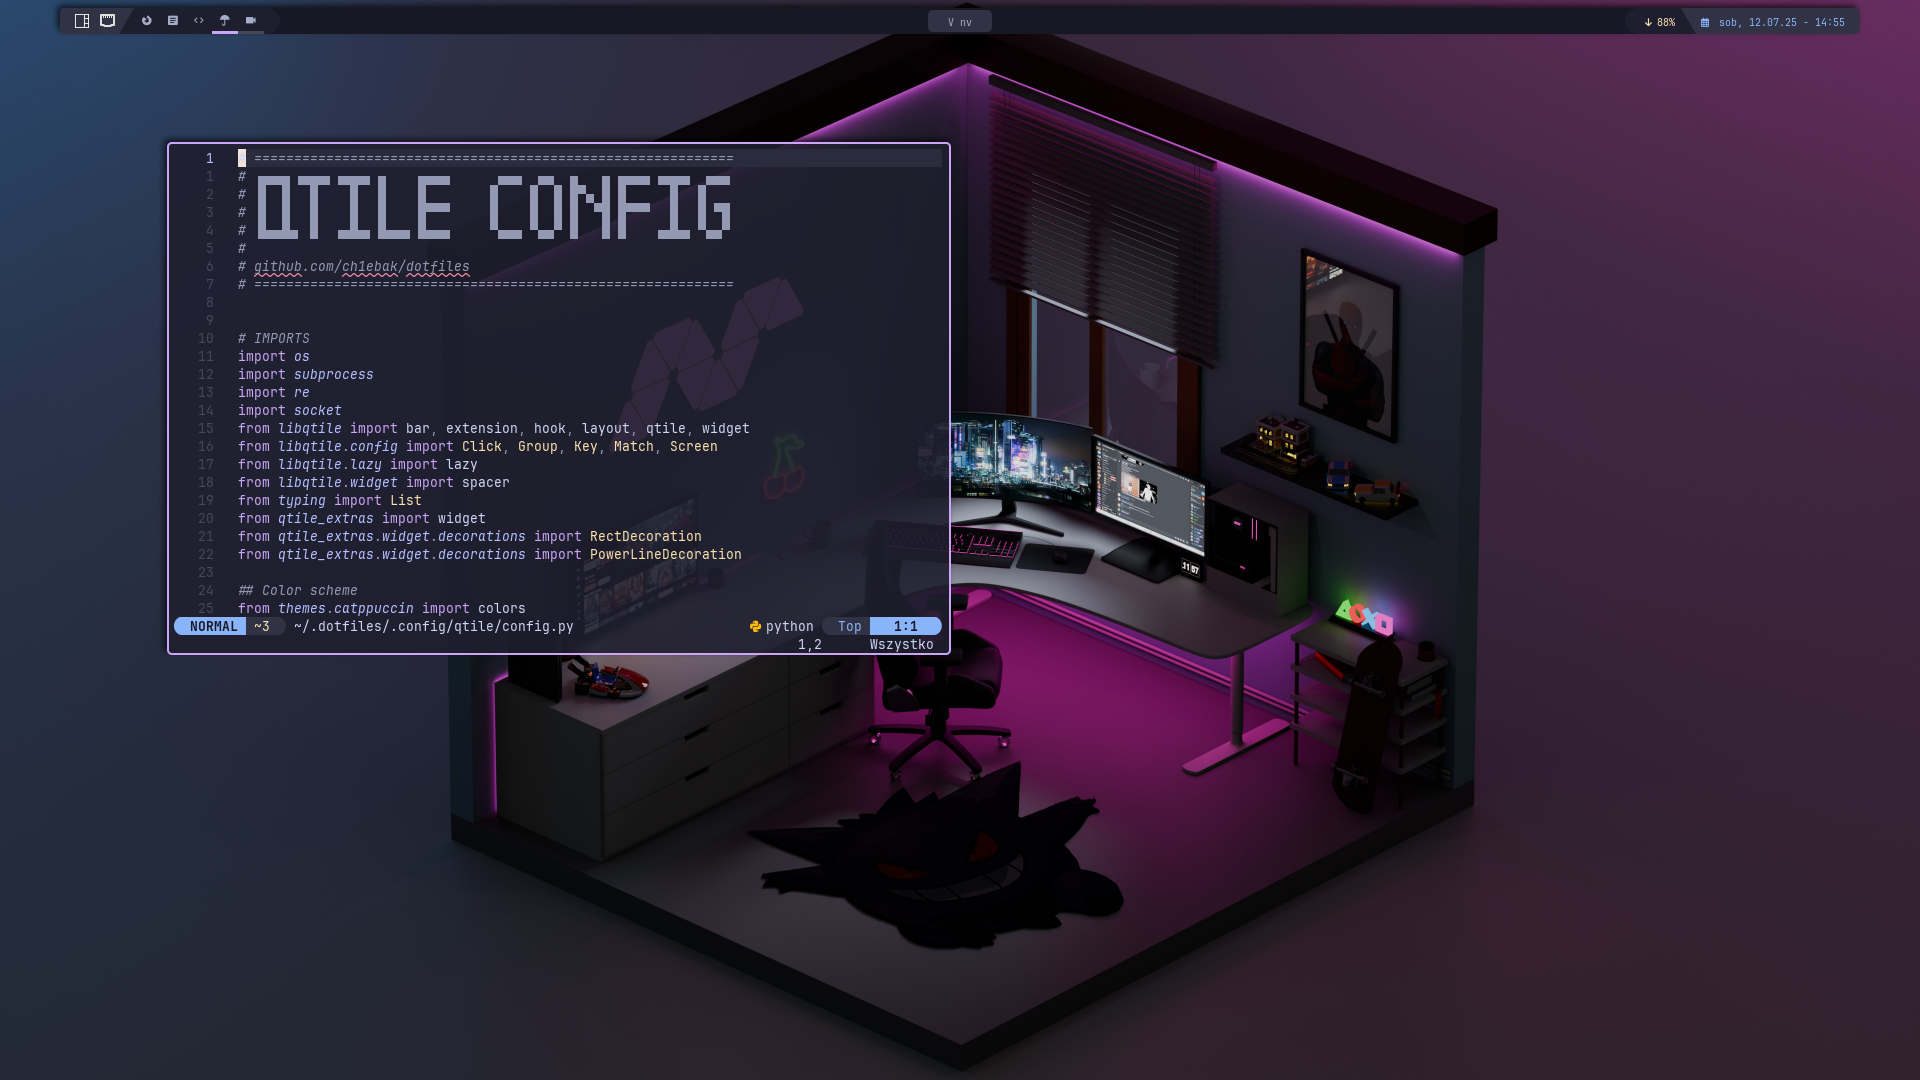 V nv
88%
sob, 12.07.25 - 14:55
1 # ============================================================
1 # QTILE CONFIG
2 #
3 #
4 #
5 #
6 # github.com/ch1ebak/dotfiles
7 # ============================================================
8
9
10 # IMPORTS
11 import os
12 import subprocess
13 import re
14 import socket
15 from libqtile import bar, extension, hook, layout, qtile, widget
16 from libqtile.config import Click, Group, Key, Match, Screen
17 from libqtile.lazy import lazy
18 from libqtile.widget import spacer
19 from typing import List
20 from qtile_extras import widget
21 from qtile_extras.widget.decorations import RectDecoration
22 from qtile_extras.widget.decorations import PowerLineDecoration
23
24 ## Color scheme
25 from themes.catppuccin import colors
NORMAL ~3 ~/.dotfiles/.config/qtile/config.py python Top 1:1
1,2 Wszystko